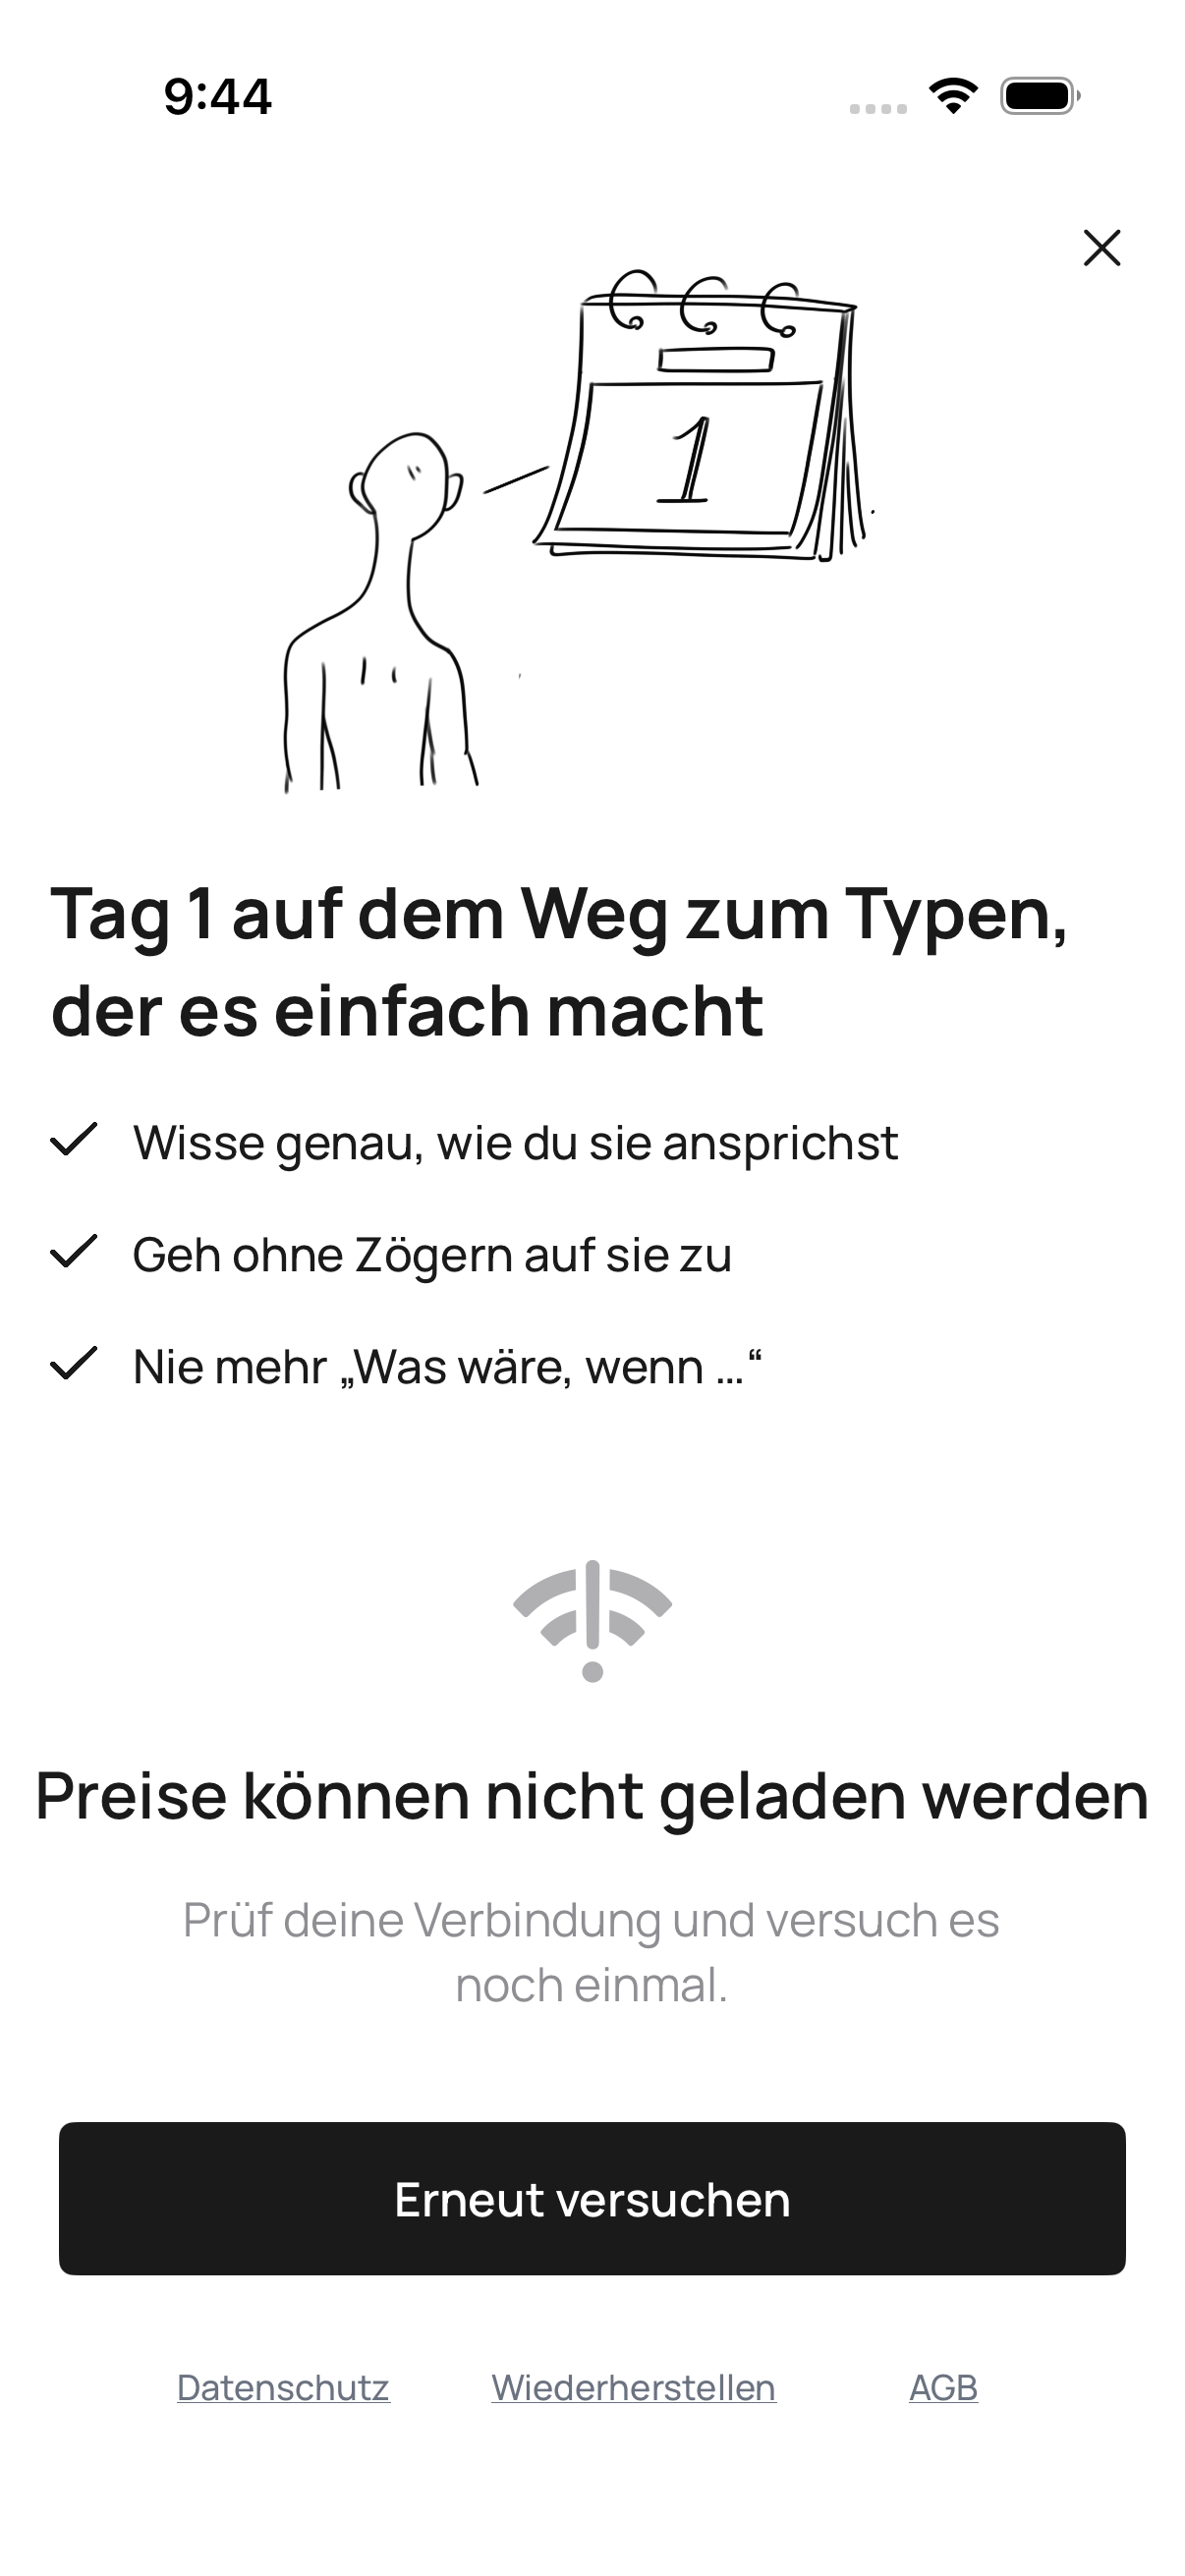 9:44
1
Tag 1 auf dem Weg zum Typen,
der es einfach macht
Wisse genau, wie du sie ansprichst
Geh ohne Zögern auf sie zu
Nie mehr „Was wäre, wenn ...“
Preise können nicht geladen werden
Prüf deine Verbindung und versuch es
noch einmal.
Erneut versuchen
Datenschutz Wiederherstellen AGB